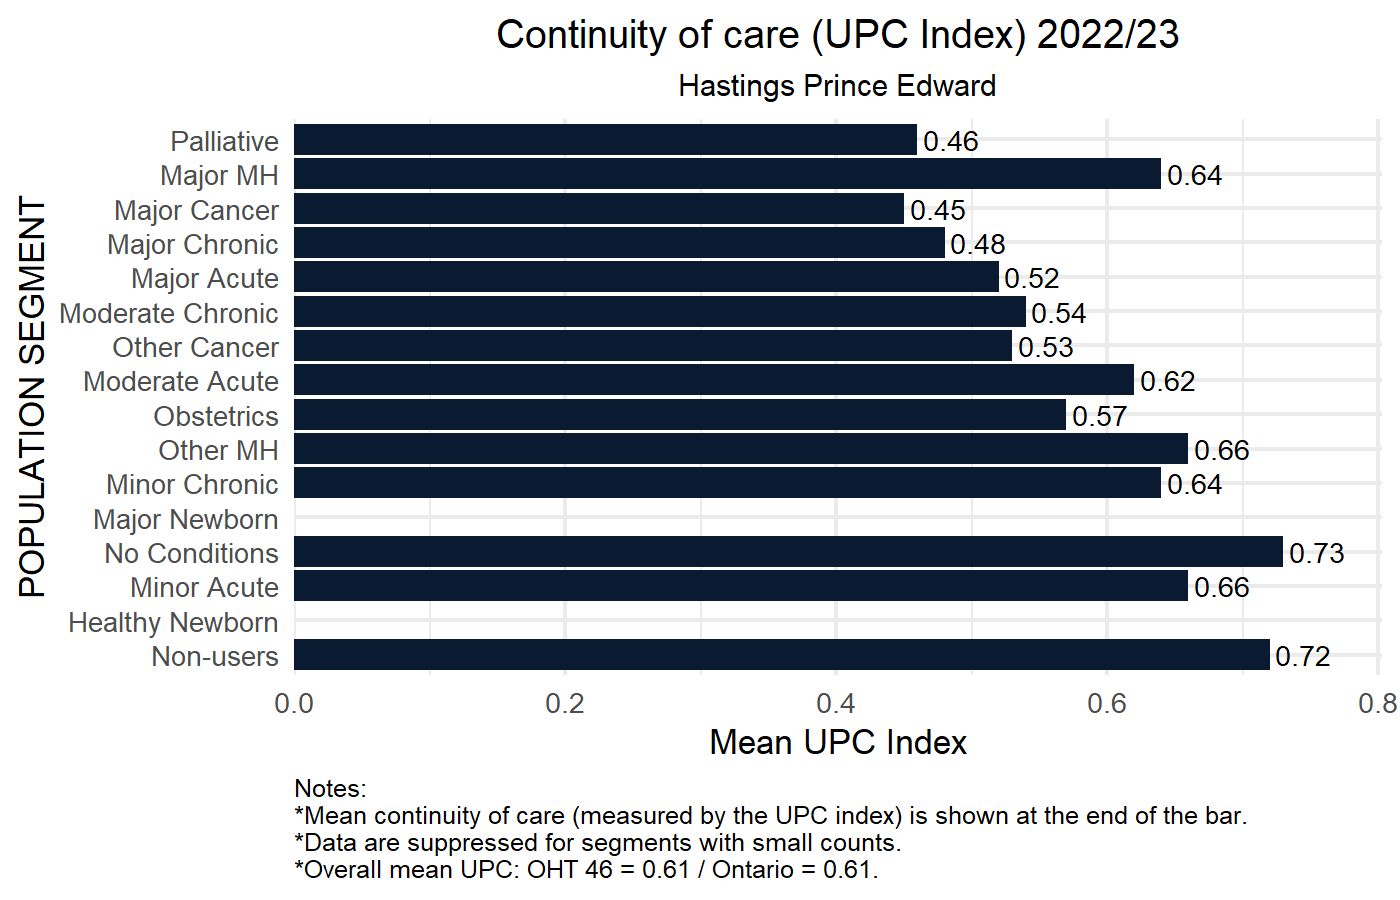 Continuity of care (UPC Index) 2022/23
Hastings Prince Edward
POPULATION SEGMENT
Palliative 0.46
Major MH 0.64
Major Cancer 0.45
Major Chronic 0.48
Major Acute 0.52
Moderate Chronic 0.54
Other Cancer 0.53
Moderate Acute 0.62
Obstetrics 0.57
Other MH 0.66
Minor Chronic 0.64
Major Newborn
No Conditions 0.73
Minor Acute 0.66
Healthy Newborn
Non-users 0.72
0.0 0.2 0.4 0.6 0.8
Mean UPC Index
Notes:
*Mean continuity of care (measured by the UPC index) is shown at the end of the bar.
*Data are suppressed for segments with small counts.
*Overall mean UPC: OHT 46 = 0.61 / Ontario = 0.61.